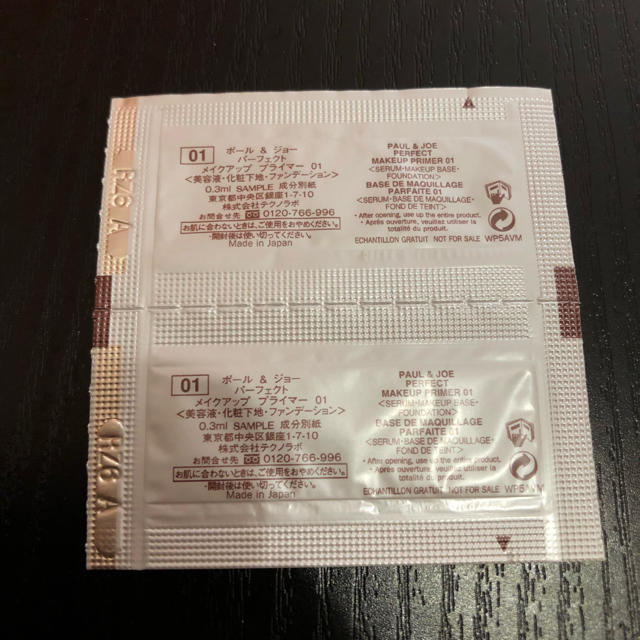 01
ポール & ジョー
パーフェクト
メイクアップ プライマー 01
<美容液・化粧下地・ファンデーション>
0.3ml SAMPLE 成分別紙
東京都中央区銀座1-7-10
株式会社テクノラボ
お問合せ先 0120-766-996
お肌に合わないときは、ご使用をおやめください。
・開封後は使い切ってください。
Made in Japan
PAUL & JOE
PERFECT
MAKEUP PRIMER 01
<SERUM・MAKEUP BASE・
FOUNDATION>
BASE DE MAQUILLAGE
PARFAITE 01
<SERUM・BASE DE MAQUILLAGE・
FOND DE TEINT>
・After opening, use up the entire product.
・Après ouverture, veuillez utiliser la
totalité du produit.
ECHANTILLON GRATUIT NOT FOR SALE WP5AVM
01
ポール & ジョー
パーフェクト
メイクアップ プライマー 01
<美容液・化粧下地・ファンデーション>
0.3ml SAMPLE 成分別紙
東京都中央区銀座1-7-10
株式会社テクノラボ
お問合せ先 0120-766-996
お肌に合わないときは、ご使用をおやめください。
・開封後は使い切ってください。
Made in Japan
PAUL & JOE
PERFECT
MAKEUP PRIMER 01
<SERUM・MAKEUP BASE・
FOUNDATION>
BASE DE MAQUILLAGE
PARFAITE 01
<SERUM・BASE DE MAQUILLAGE・
FOND DE TEINT>
・After opening, use up the entire product.
・Après ouverture, veuillez utiliser la
totalité du produit.
ECHANTILLON GRATUIT NOT FOR SALE WP5AVM